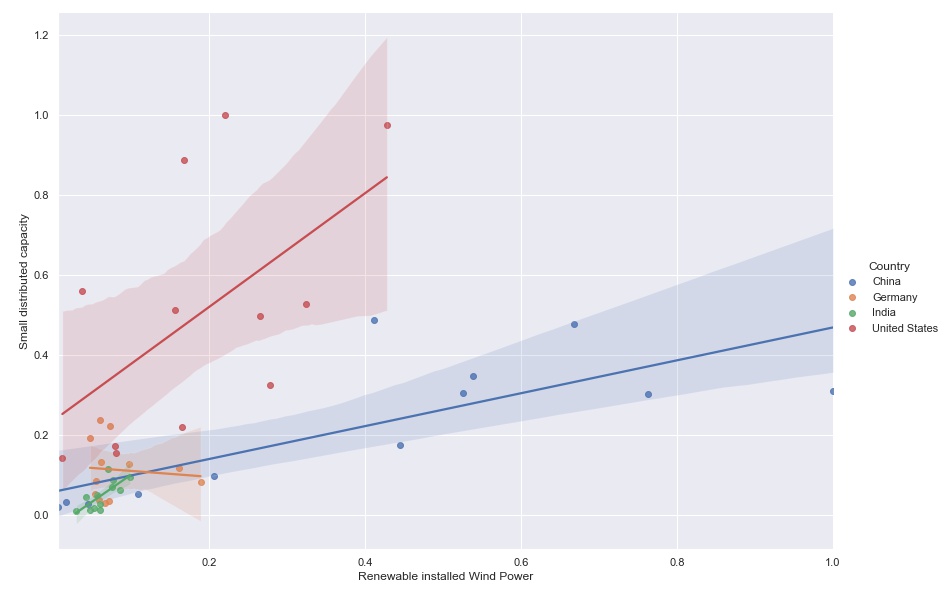 1.2
1.0
0.8
0.6
0.4
0.2
0.0
Small distributed capacity
0.2
0.4
0.6
0.8
1.0
Renewable installed Wind Power
Country
China
Germany
India
United States